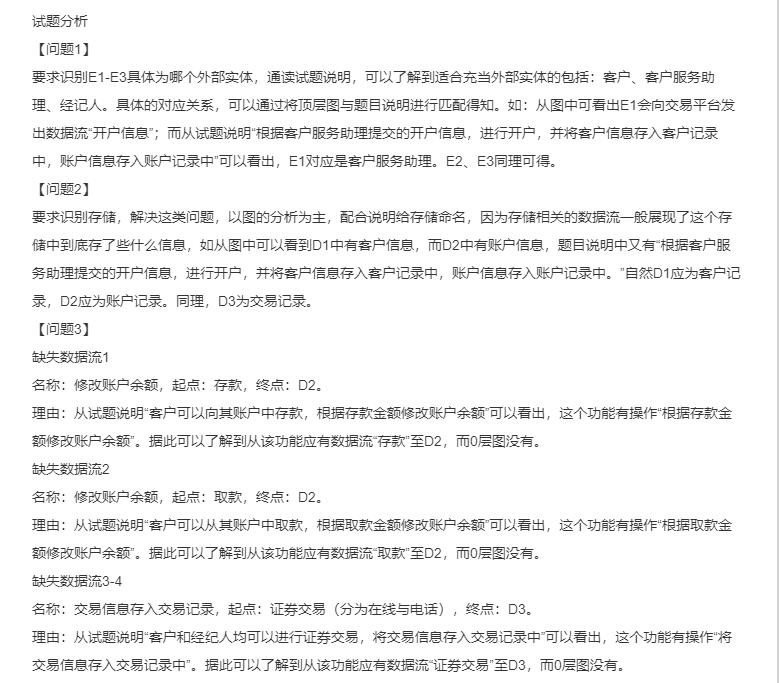 试题分析
【问题1】
要求识别E1-E3具体为哪个外部实体，通读试题说明，可以了解到适合充当外部实体的包括：客户、客户服务助
理、经记人。具体的对应关系，可以通过将顶层图与题目说明进行匹配得知。如：从图中可看出E1会向交易平台发
出数据流“开户信息”；而从试题说明“根据客户服务助理提交的开户信息，进行开户，并将客户信息存入客户记录
中，账户信息存入账户记录中”可以看出，E1对应是客户服务助理。E2、E3同理可得。
【问题2】
要求识别存储，解决这类问题，以图的分析为主，配合说明给存储命名，因为存储相关的数据流一般展现了这个存
储中到底存了些什么信息，如从图中可以看到D1中有客户信息，而D2中有账户信息，题目说明中又有“根据客户服
务助理提交的开户信息，进行开户，并将客户信息存入客户记录中，账户信息存入账户记录中。”自然D1应为客户记
录，D2应为账户记录。同理，D3为交易记录。
【问题3】
缺失数据流1
名称：修改账户余额，起点：存款，终点：D2。
理由：从试题说明“客户可以向其账户中存款，根据存款金额修改账户余额”可以看出，这个功能有操作“根据存款金
额修改账户余额”。据此可以了解到从该功能应有数据流“存款”至D2，而0层图没有。
缺失数据流2
名称：修改账户余额，起点：取款，终点：D2。
理由：从试题说明“客户可以从其账户中取款，根据取款金额修改账户余额”可以看出，这个功能有操作“根据取款金
额修改账户余额”。据此可以了解到从该功能应有数据流“取款”至D2，而0层图没有。
缺失数据流3-4
名称：交易信息存入交易记录，起点：证券交易（分为在线与电话），终点：D3。
理由：从试题说明“客户和经纪人均可以进行证券交易，将交易信息存入交易记录中”可以看出，这个功能有操作“将
交易信息存入交易记录中”。据此可以了解到从该功能应有数据流“证券交易”至D3，而0层图没有。